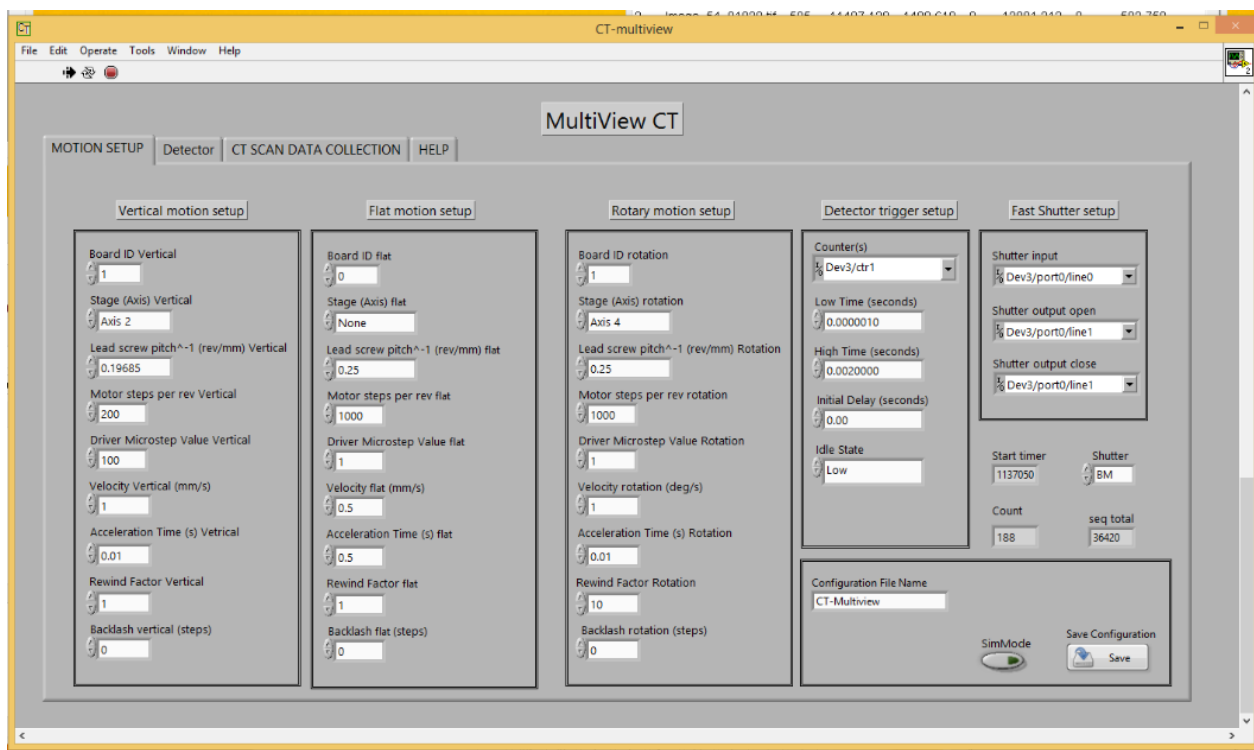 CT-multiview
File Edit Operate Tools Window Help
2
MultiView CT
MOTION SETUP Detector CT SCAN DATA COLLECTION HELP
Vertical motion setup
Board ID Vertical
1
Stage (Axis) Vertical
Axis 2
Lead screw pitch^-1 (rev/mm) Vertical
0.19685
Motor steps per rev Vertical
200
Driver Microstep Value Vertical
100
Velocity Vertical (mm/s)
1
Acceleration Time (s) Vetrical
0.01
Rewind Factor Vertical
1
Backlash vertical (steps)
0
Flat motion setup
Board ID flat
0
Stage (Axis) flat
None
Lead screw pitch^-1 (rev/mm) flat
0.25
Motor steps per rev flat
1000
Driver Microstep Value flat
1
Velocity flat (mm/s)
0.5
Acceleration Time (s) flat
0.5
Rewind Factor flat
1
Backlash flat (steps)
0
Rotary motion setup
Board ID rotation
1
Stage (Axis) rotation
Axis 4
Lead screw pitch^-1 (rev/mm) Rotation
0.25
Motor steps per rev rotation
1000
Driver Microstep Value Rotation
1
Velocity rotation (deg/s)
1
Acceleration Time (s) Rotation
0.01
Rewind Factor Rotation
10
Backlash rotation (steps)
0
Detector trigger setup
Counter(s)
Dev3/ctr1
Low Time (seconds)
0.0000010
High Time (seconds)
0.0020000
Initial Delay (seconds)
0.00
Idle State
Low
Fast Shutter setup
Shutter input
Dev3/port0/line0
Shutter output open
Dev3/port0/line1
Shutter output close
Dev3/port0/line1
Start timer Shutter
1137050 BM
Count seq total
188 36420
Configuration File Name
CT-Multiview
SimMode
Save Configuration
Save